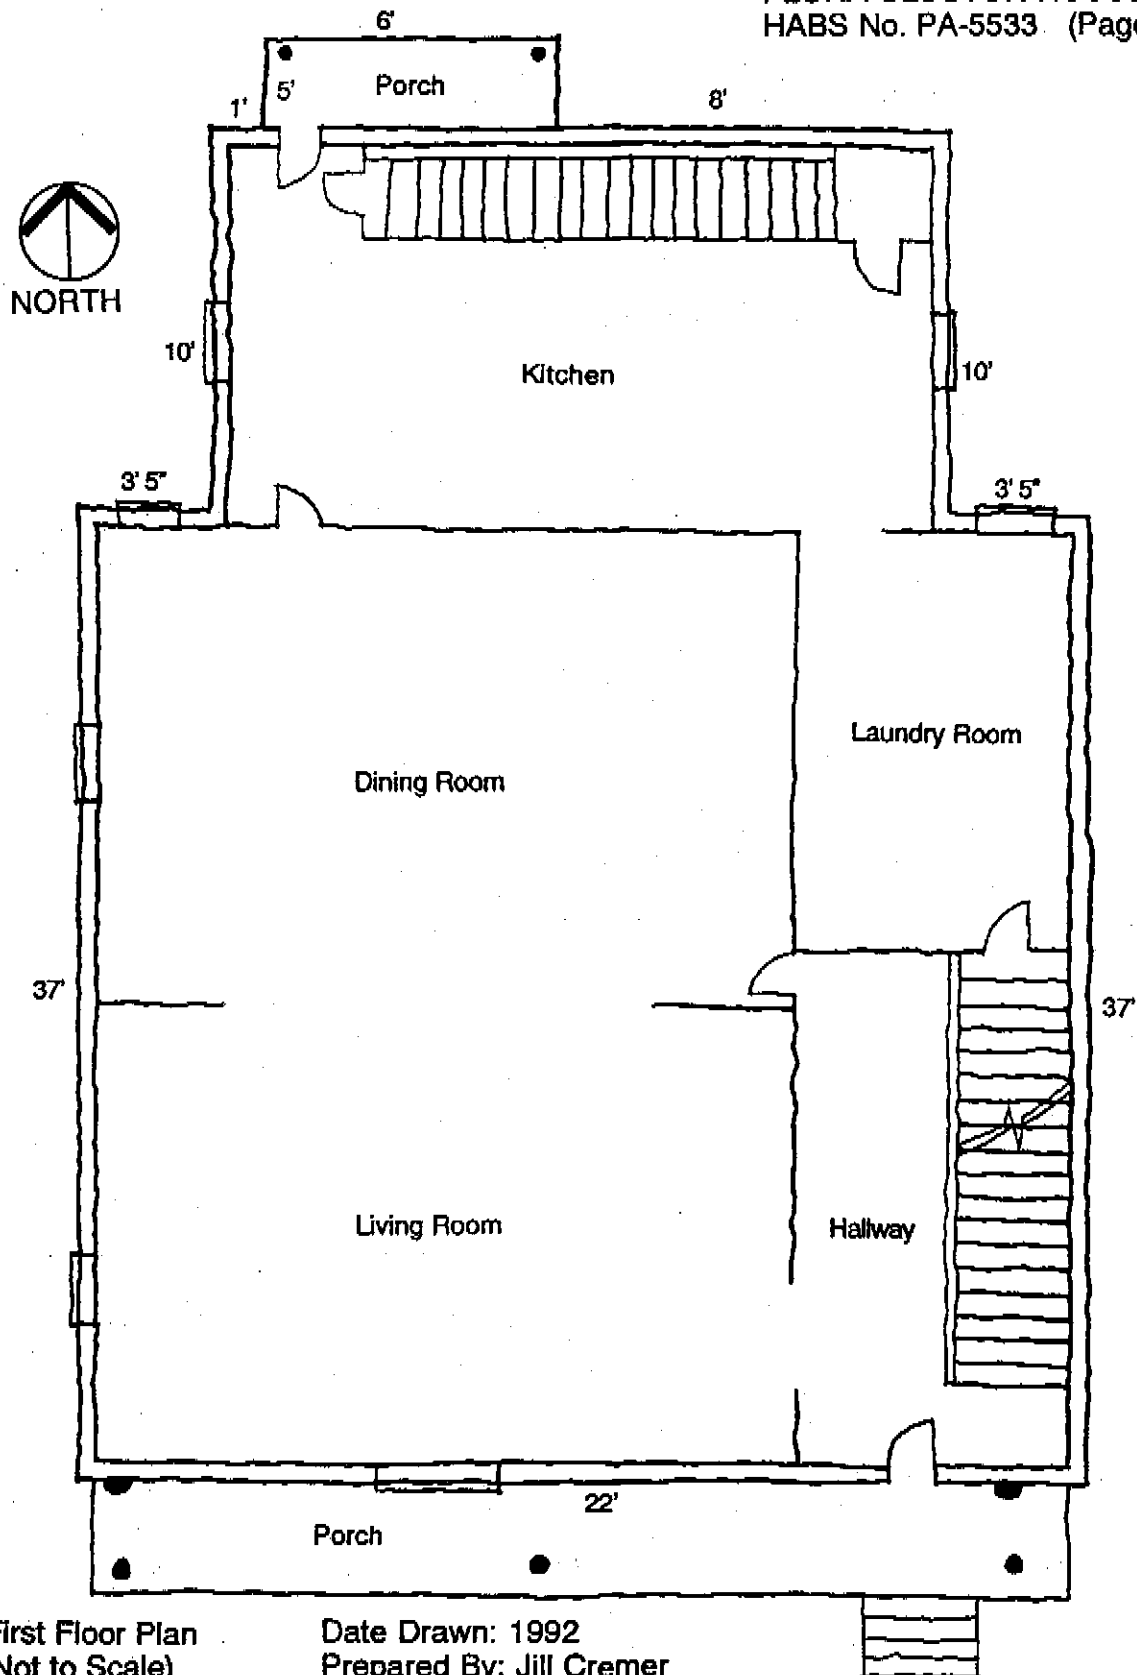 HABS No. PA-5533 (Page
6'
5'
Porch
1'
8'
NORTH
10'
Kitchen
10'
3' 5"
3' 5"
Laundry Room
Dining Room
37'
37'
Living Room
Hallway
22'
Porch
First Floor Plan
Not to Scale)
Date Drawn: 1992
Prepared By: Jill Cremer